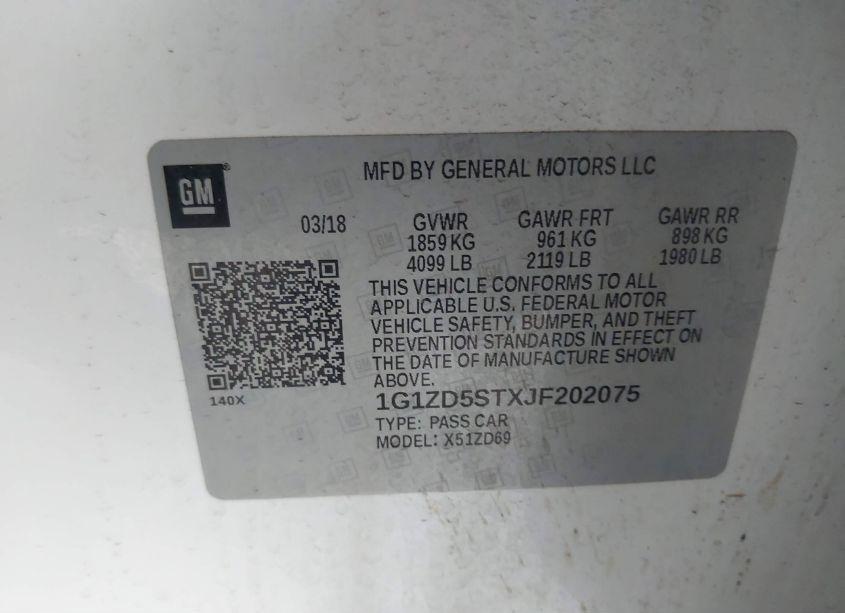 GM
MFD BY GENERAL MOTORS LLC
03/18
GVWR GAWR FRT GAWR RR
1859 KG 961 KG 898 KG
4099 LB 2119 LB 1980 LB
THIS VEHICLE CONFORMS TO ALL
APPLICABLE U.S. FEDERAL MOTOR
VEHICLE SAFETY, BUMPER, AND THEFT
PREVENTION STANDARDS IN EFFECT ON
THE DATE OF MANUFACTURE SHOWN
ABOVE.
140X
1G1ZD5STXJF202075
TYPE: PASS CAR
MODEL: X51ZD69